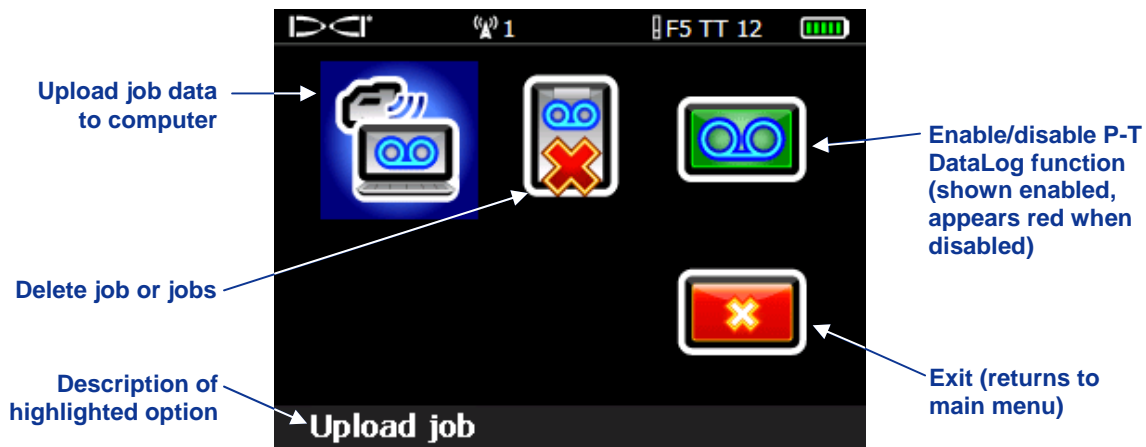 DCI
1
F5 TT 12
Upload job data
to computer
Enable/disable P-T
DataLog function
(shown enabled,
appears red when
disabled)
Delete job or jobs
Exit (returns to
main menu)
Description of
highlighted option
Upload job